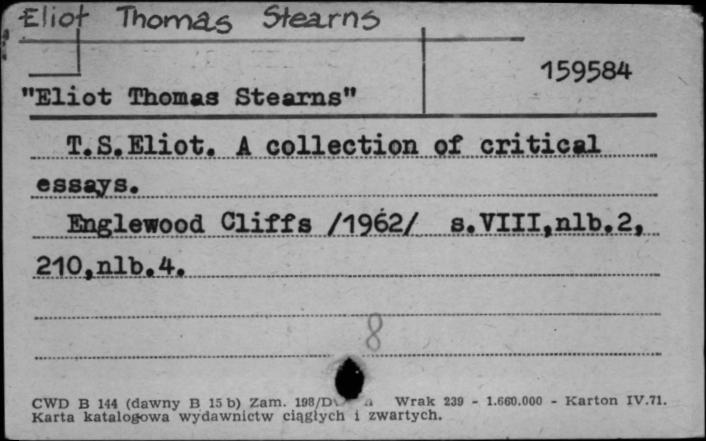 Eliot Thomas Stearns
159584
"Eliot Thomas Stearns"
T.S.Eliot. A collection of critical
essays.
Englewood Cliffs /1962/ s.VIII,nlb.2,
210,nlb.4.
8
CWD B 144 (dawny B 15 b) Zam. Wrak 239 - 1.660.000 - Karton IV.71.
Karta katalogowa wydawnictw ciągłych i zwartych.